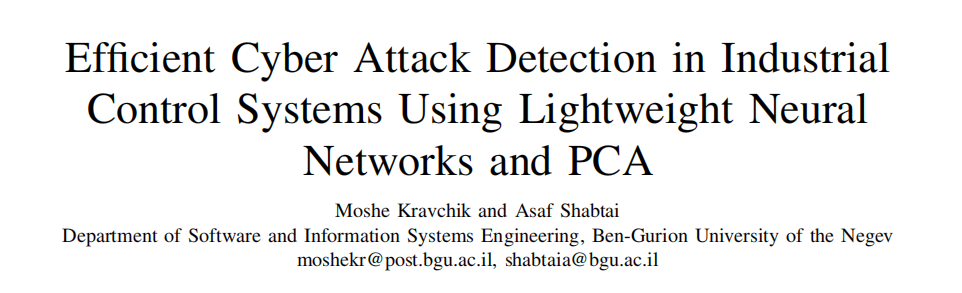 Efficient Cyber Attack Detection in Industrial
Control Systems Using Lightweight Neural
Networks and PCA
Moshe Kravchik and Asaf Shabtai
Department of Software and Information Systems Engineering, Ben-Gurion University of the Negev
moshekr@post.bgu.ac.il, shabtaia@bgu.ac.il